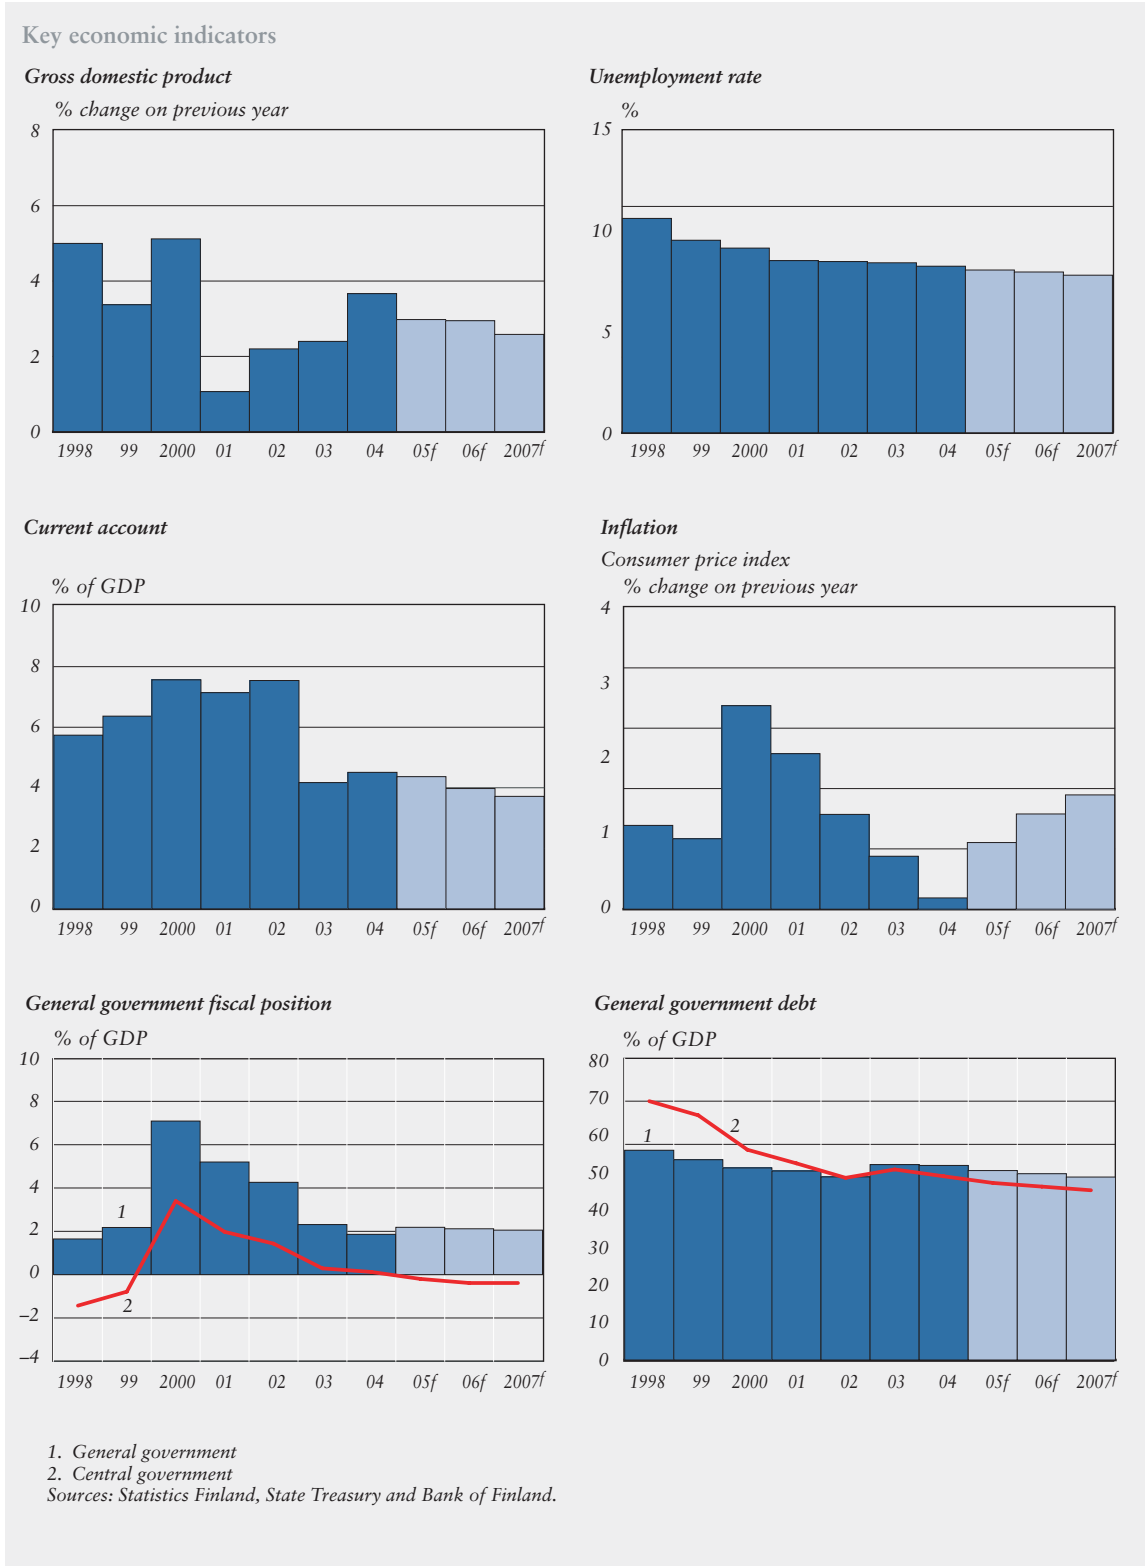 Key economic indicators
Gross domestic product
% change on previous year
8
6
4
2
0
1998 99 2000 01 02 03 04 05f 06f 2007f
Unemployment rate
%
15
10
5
0
1998 99 2000 01 02 03 04 05f 06f 2007f
Current account
% of GDP
10
8
6
4
2
0
1998 99 2000 01 02 03 04 05f 06f 2007f
Inflation
Consumer price index
% change on previous year
4
3
2
1
0
1998 99 2000 01 02 03 04 05f 06f 2007f
General government fiscal position
% of GDP
10
8
6
4
2
0
–2
–4
1
2
1998 99 2000 01 02 03 04 05f 06f 2007f
General government debt
% of GDP
80
70
60
50
40
30
20
10
0
1
2
1998 99 2000 01 02 03 04 05f 06f 2007f
1. General government
2. Central government
Sources: Statistics Finland, State Treasury and Bank of Finland.